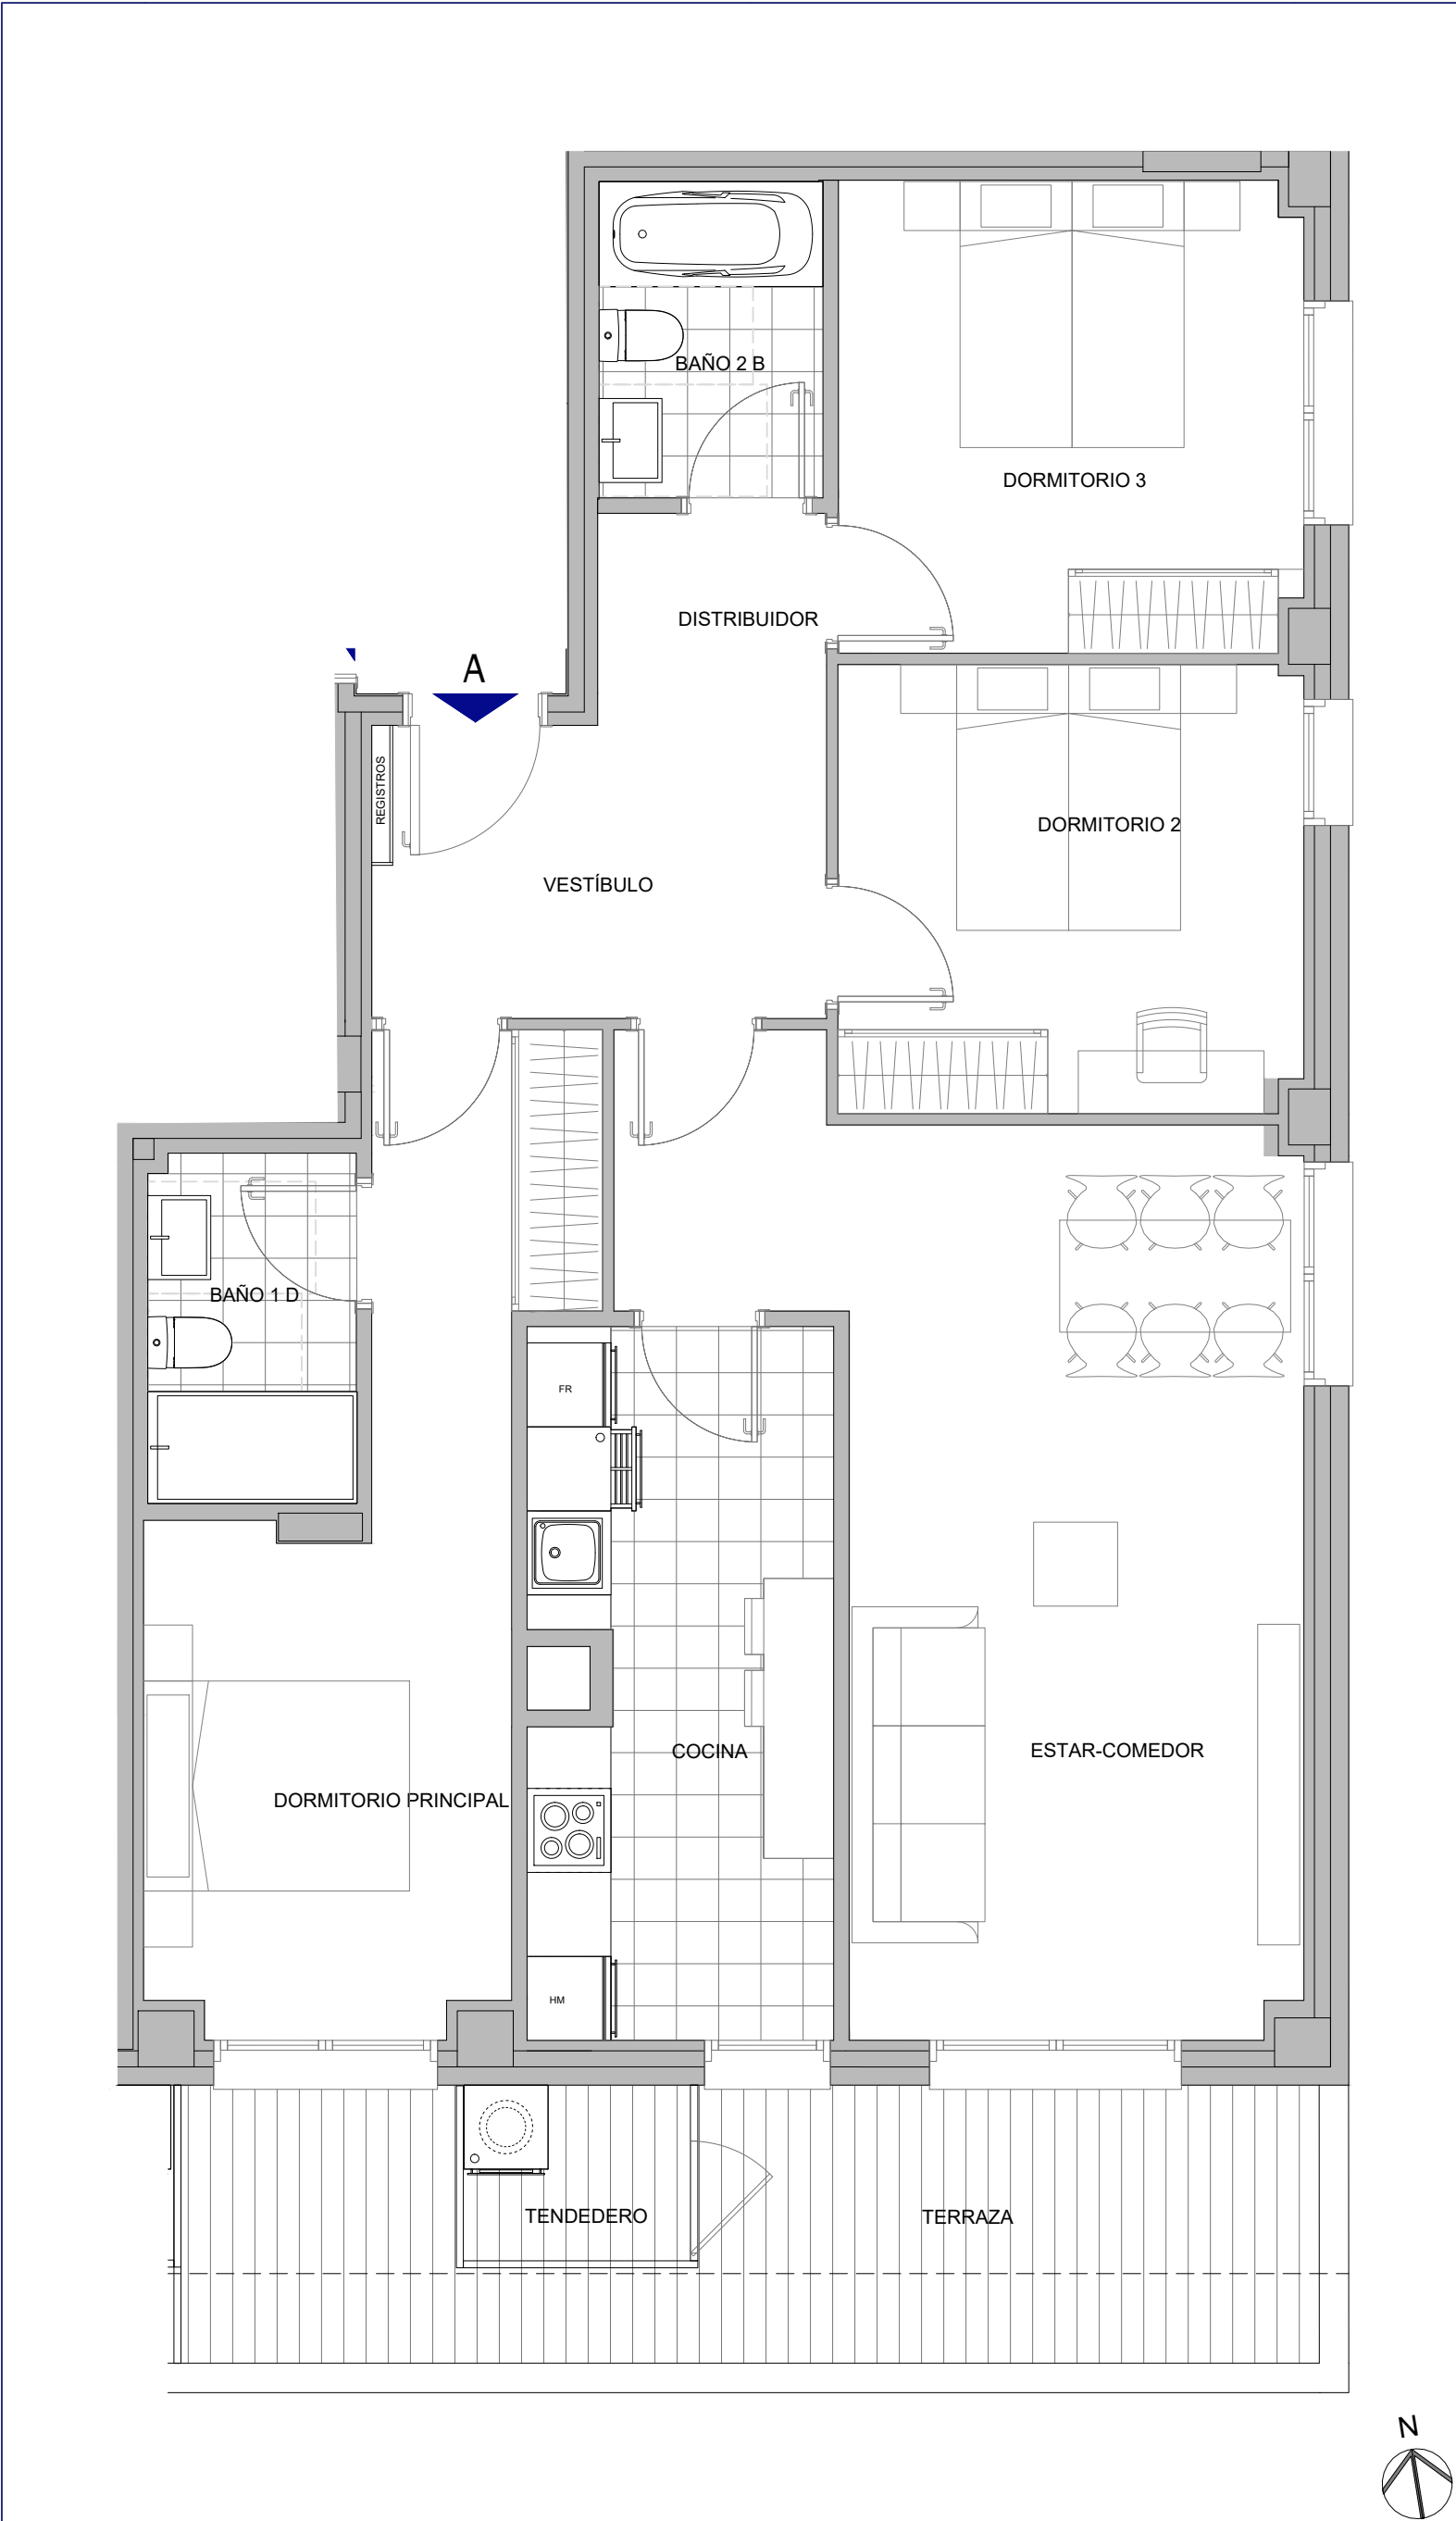 BAÑO 2 B
DORMITORIO 3
DISTRIBUIDOR
A
REGISTROS
DORMITORIO 2
VESTÍBULO
BAÑO 1 D
FR
COCINA
ESTAR-COMEDOR
DORMITORIO PRINCIPAL
HM
TENDEDERO
TERRAZA
N